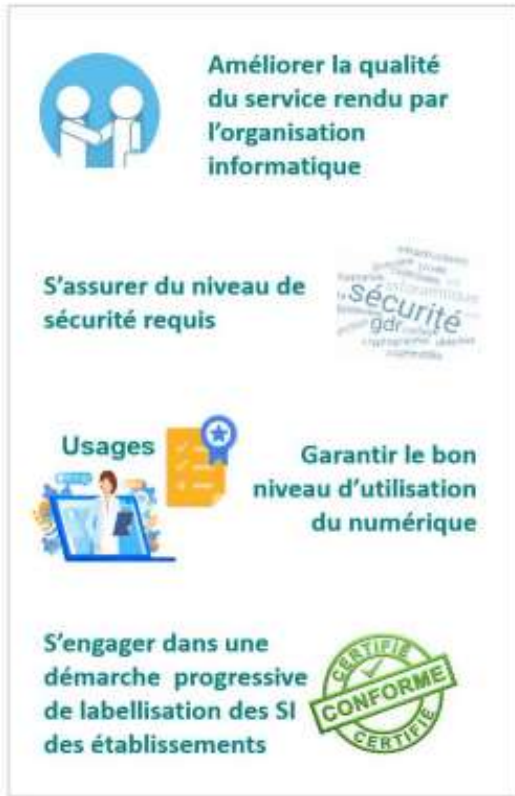 Améliorer la qualité
du service rendu par
l'organisation
informatique
S'assurer du niveau de
sécurité requis
sécurité
gdr
Usages
Garantir le bon
niveau d'utilisation
du numérique
S'engager dans une
démarche progressive
de labellisation des SI
des établissements
CERTIFIÉ
CONFORME
CERTIFIÉ